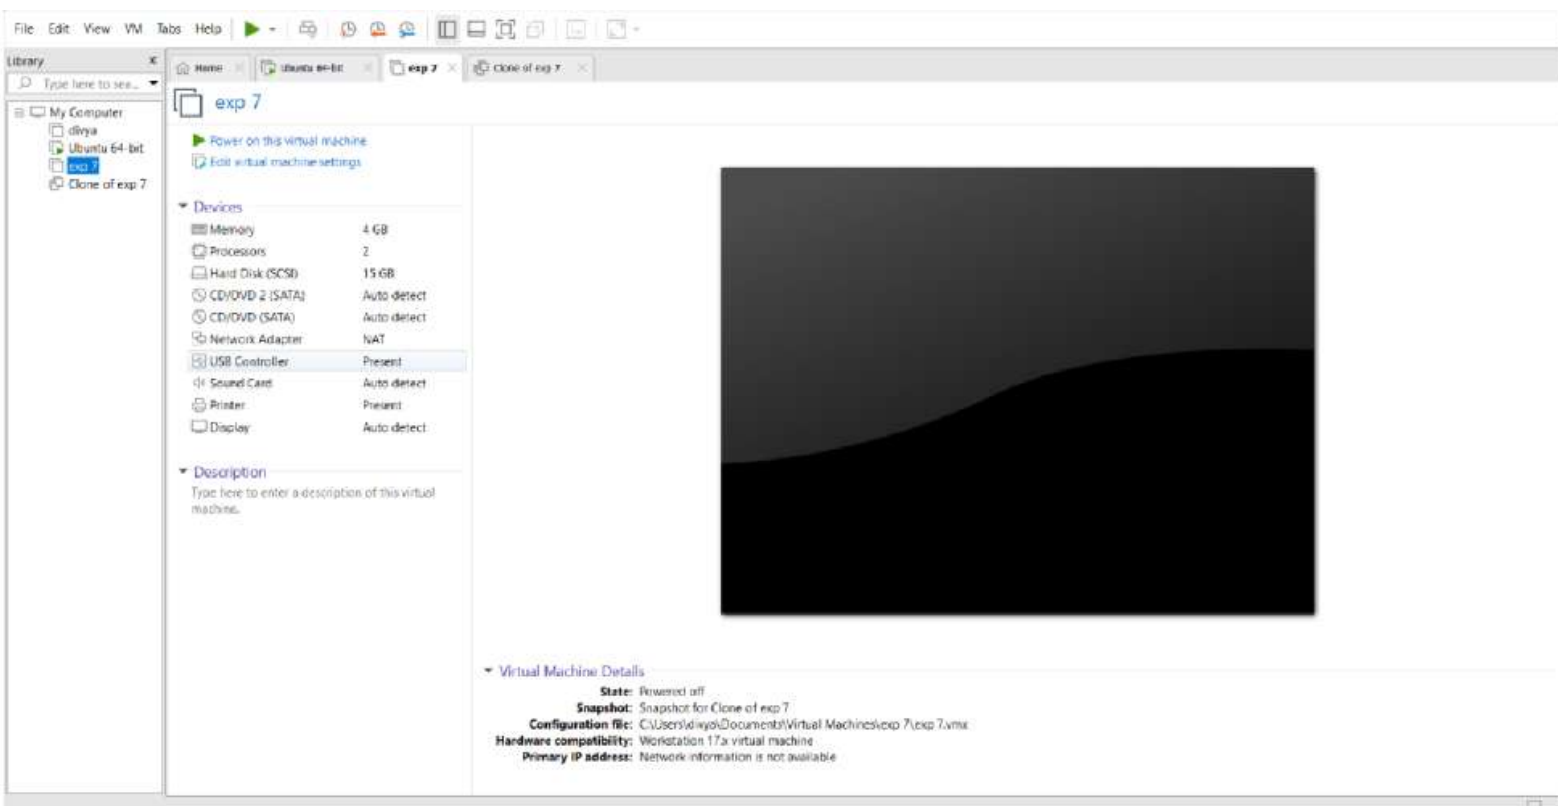 File Edit View VM Tabs Help
Library
Type here to sea...
My Computer
divya
Ubuntu 64-bit
exp 7
Clone of exp 7
Home
Ubuntu 64-bit
exp 7
Clone of exp 7
exp 7
Power on this virtual machine
Edit virtual machine settings
Devices
Memory 4 GB
Processors 2
Hard Disk (SCSI) 15 GB
CD/DVD 2 (SATA) Auto detect
CD/DVD (SATA) Auto detect
Network Adapter NAT
USB Controller Present
Sound Card Auto detect
Printer Present
Display Auto detect
Description
Type here to enter a description of this virtual
machine.
Virtual Machine Details
State: Powered off
Snapshot: Snapshot for Clone of exp 7
Configuration file: C:\Users\divya\Documents\Virtual Machines\exp 7\exp 7.vmx
Hardware compatibility: Workstation 17.x virtual machine
Primary IP address: Network information is not available